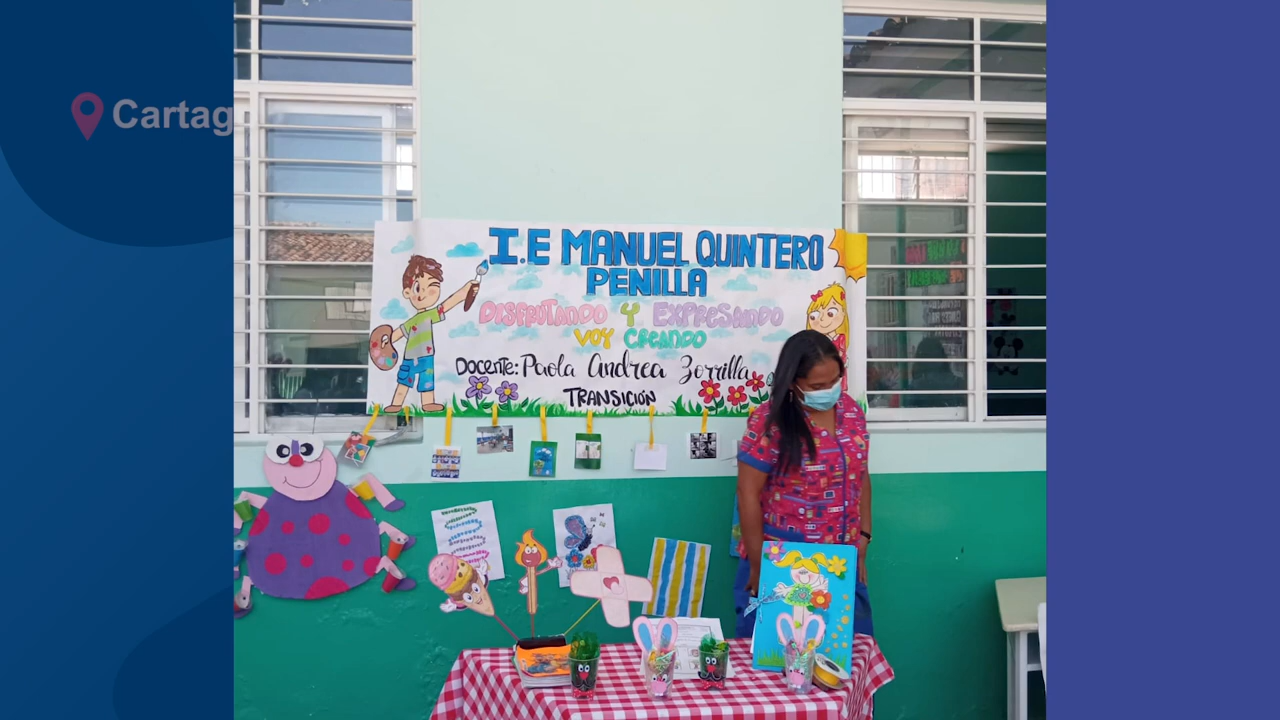 Cartag
I.E MANUEL QUINTERO
PENILLA
DISFRUTANDO Y EXPRESANDO
VOY CREANDO
Docente: Paola Andrea Zorrilla
TRANSICIÓN